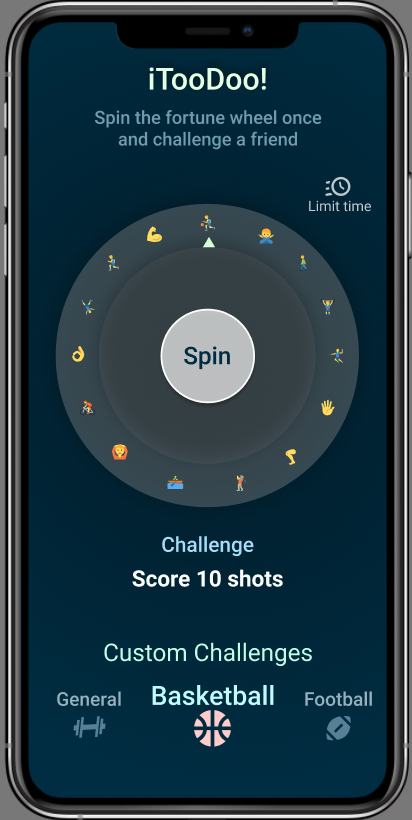 iTooDoo!
Spin the fortune wheel once
and challenge a friend
Limit time
Spin
Challenge
Score 10 shots
Custom Challenges
General
Basketball
Football